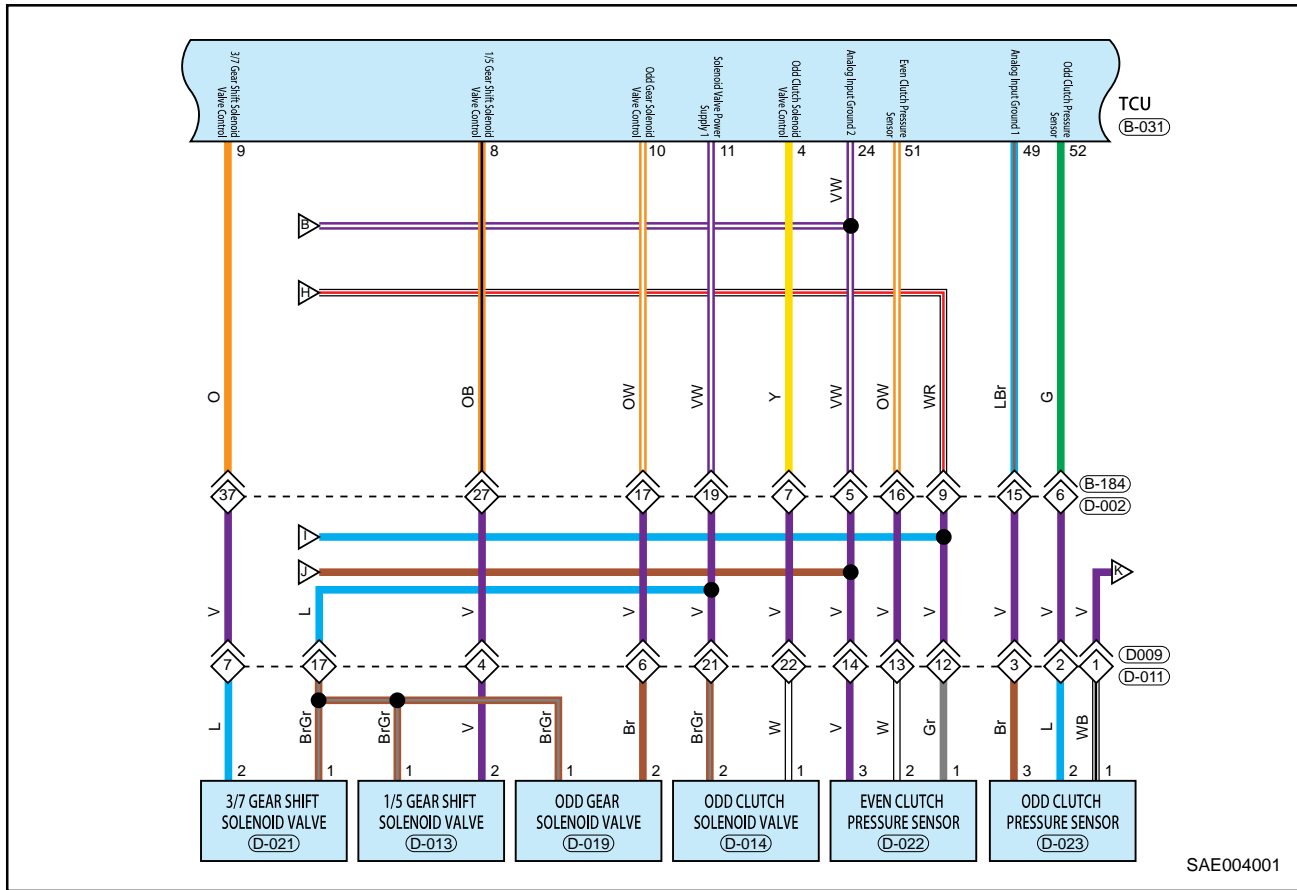 3/7 Gear Shift Solenoid
Valve Control
1/5 Gear Shift Solenoid
Valve Control
Odd Gear Solenoid
Valve Control
Solenoid Valve Power
Supply 1
Odd Clutch Solenoid
Valve Control
Analog Input Ground 2
Even Clutch Pressure
Sensor
Analog Input Ground 1
Odd Clutch Pressure
Sensor
TCU
B-031
9 8 10 11 4 24 51 49 52
VW
B
H
O OB OW VW Y VW OW WR LBr G
37 27 17 19 7 5 16 9 15 6
B-184
D-002
I
J
K
V L V V V V V V V V V V
7 17 4 6 21 22 14 13 12 3 2 1
D009
D-011
L BrGr BrGr V BrGr Br BrGr W V W Gr Br L WB
2 1 1 2 1 2 2 1 3 2 1 3 2 1
3/7 GEAR SHIFT
SOLENOID VALVE
D-021
1/5 GEAR SHIFT
SOLENOID VALVE
D-013
ODD GEAR
SOLENOID VALVE
D-019
ODD CLUTCH
SOLENOID VALVE
D-014
EVEN CLUTCH
PRESSURE SENSOR
D-022
ODD CLUTCH
PRESSURE SENSOR
D-023
SAE004001